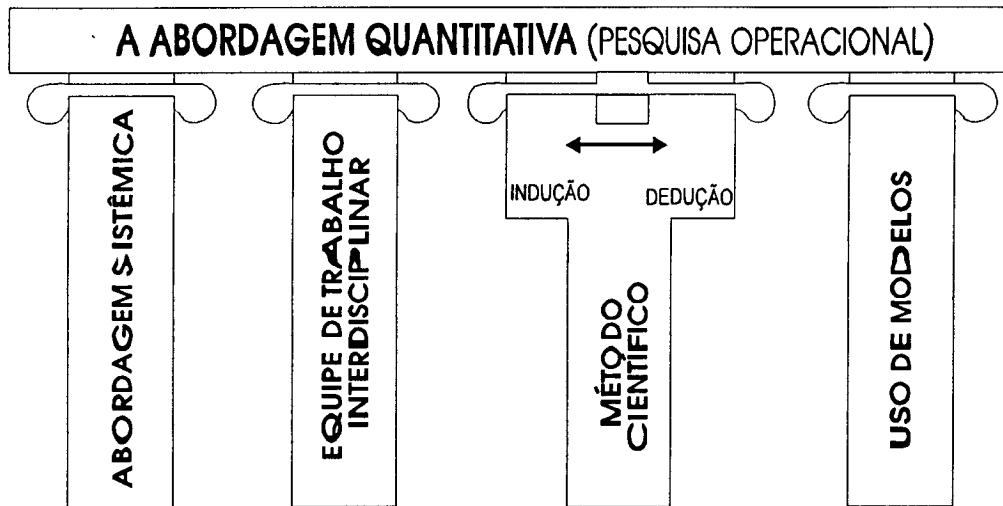 A ABORDAGEM QUANTITATIVA (PESQUISA OPERACIONAL)
ABORDAGEM SISTÊMICA
EQUIPE DE TRABALHO
INTERDISCIPLINAR
INDUÇÃO
DEDUÇÃO
MÉTODO
CIENTÍFICO
USO DE MODELOS